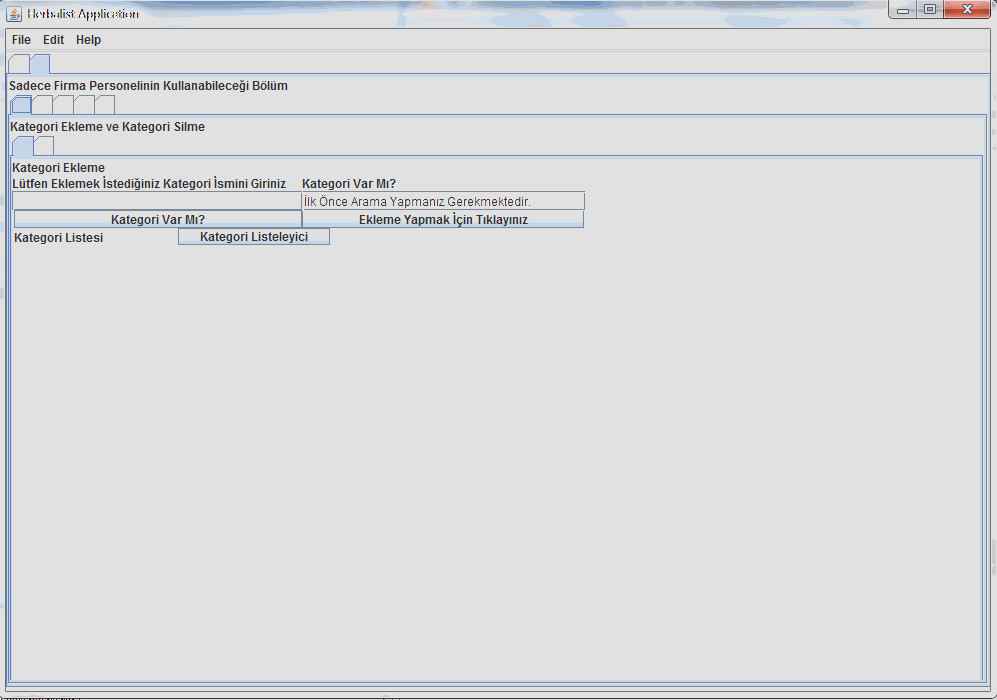 Herbalist Application
File Edit Help
Sadece Firma Personelinin Kullanabileceği Bölüm
Kategori Ekleme ve Kategori Silme
Kategori Ekleme
Lütfen Eklemek İstediğiniz Kategori İsmini Giriniz Kategori Var Mı?
İlk Önce Arama Yapmanız Gerekmektedir.
Kategori Var Mı? Ekleme Yapmak İçin Tıklayınız
Kategori Listesi Kategori Listeleyici